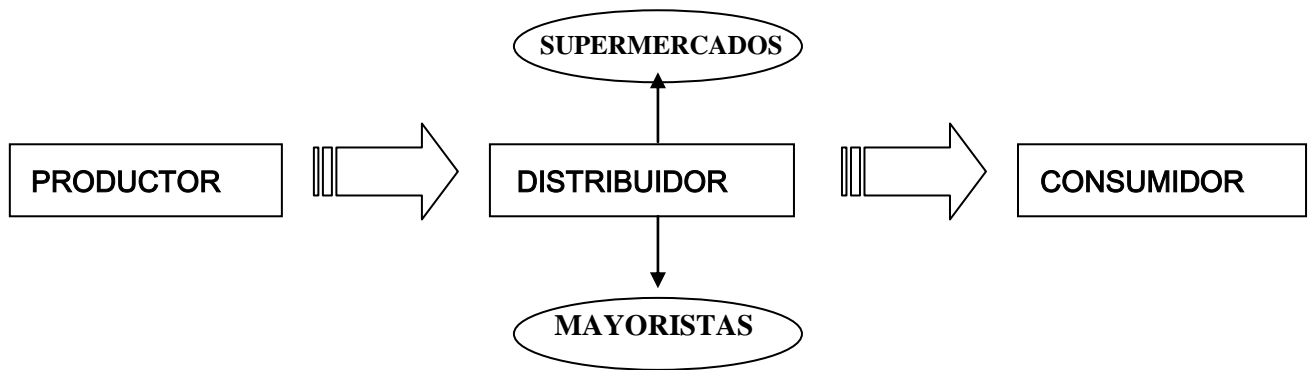 SUPERMERCADOS
PRODUCTOR
DISTRIBUIDOR
CONSUMIDOR
MAYORISTAS